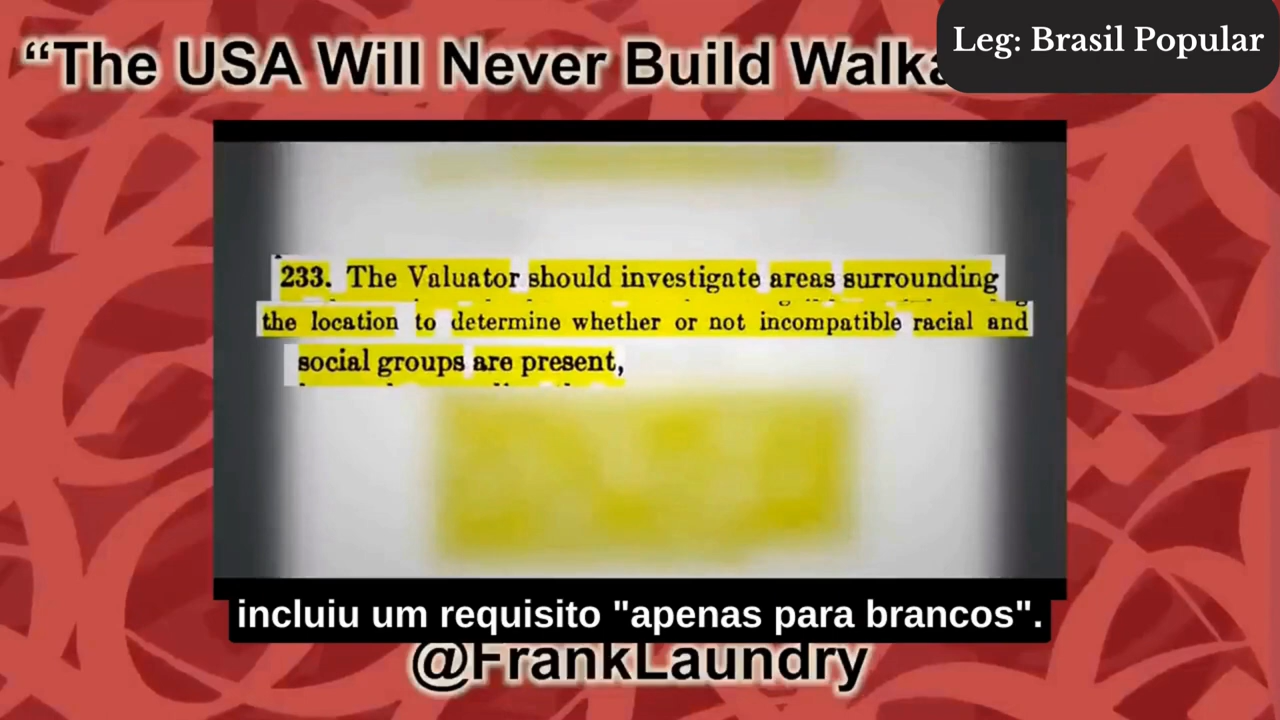 Leg: Brasil Popular
“The USA Will Never Build
233. The Valuator should investigate areas surrounding
the location to determine whether or not incompatible racial and
social groups are present,
incluiu um requisito "apenas para brancos".
@FrankLaundry